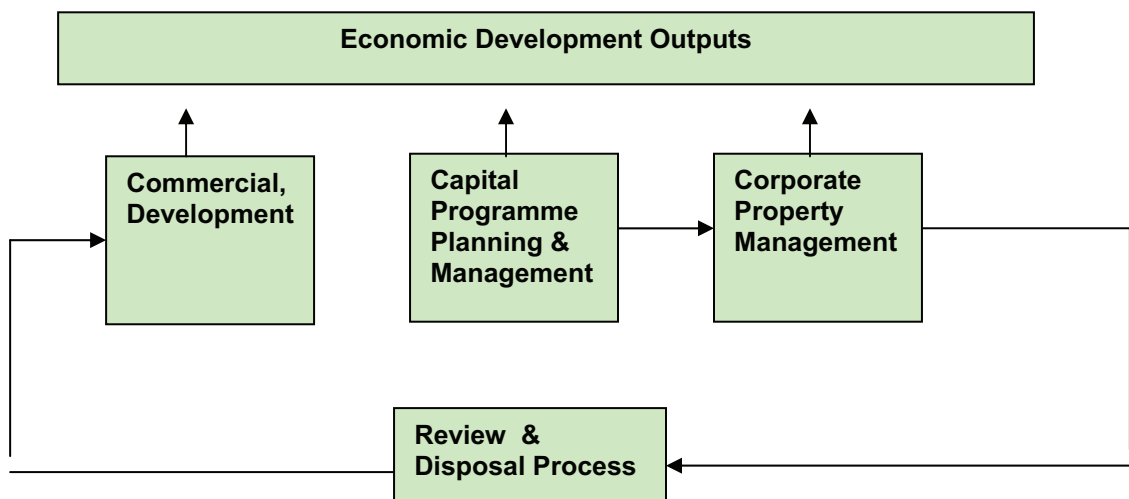 Economic Development Outputs
Commercial,
Development
Capital
Programme
Planning &
Management
Corporate
Property
Management
Review &
Disposal Process